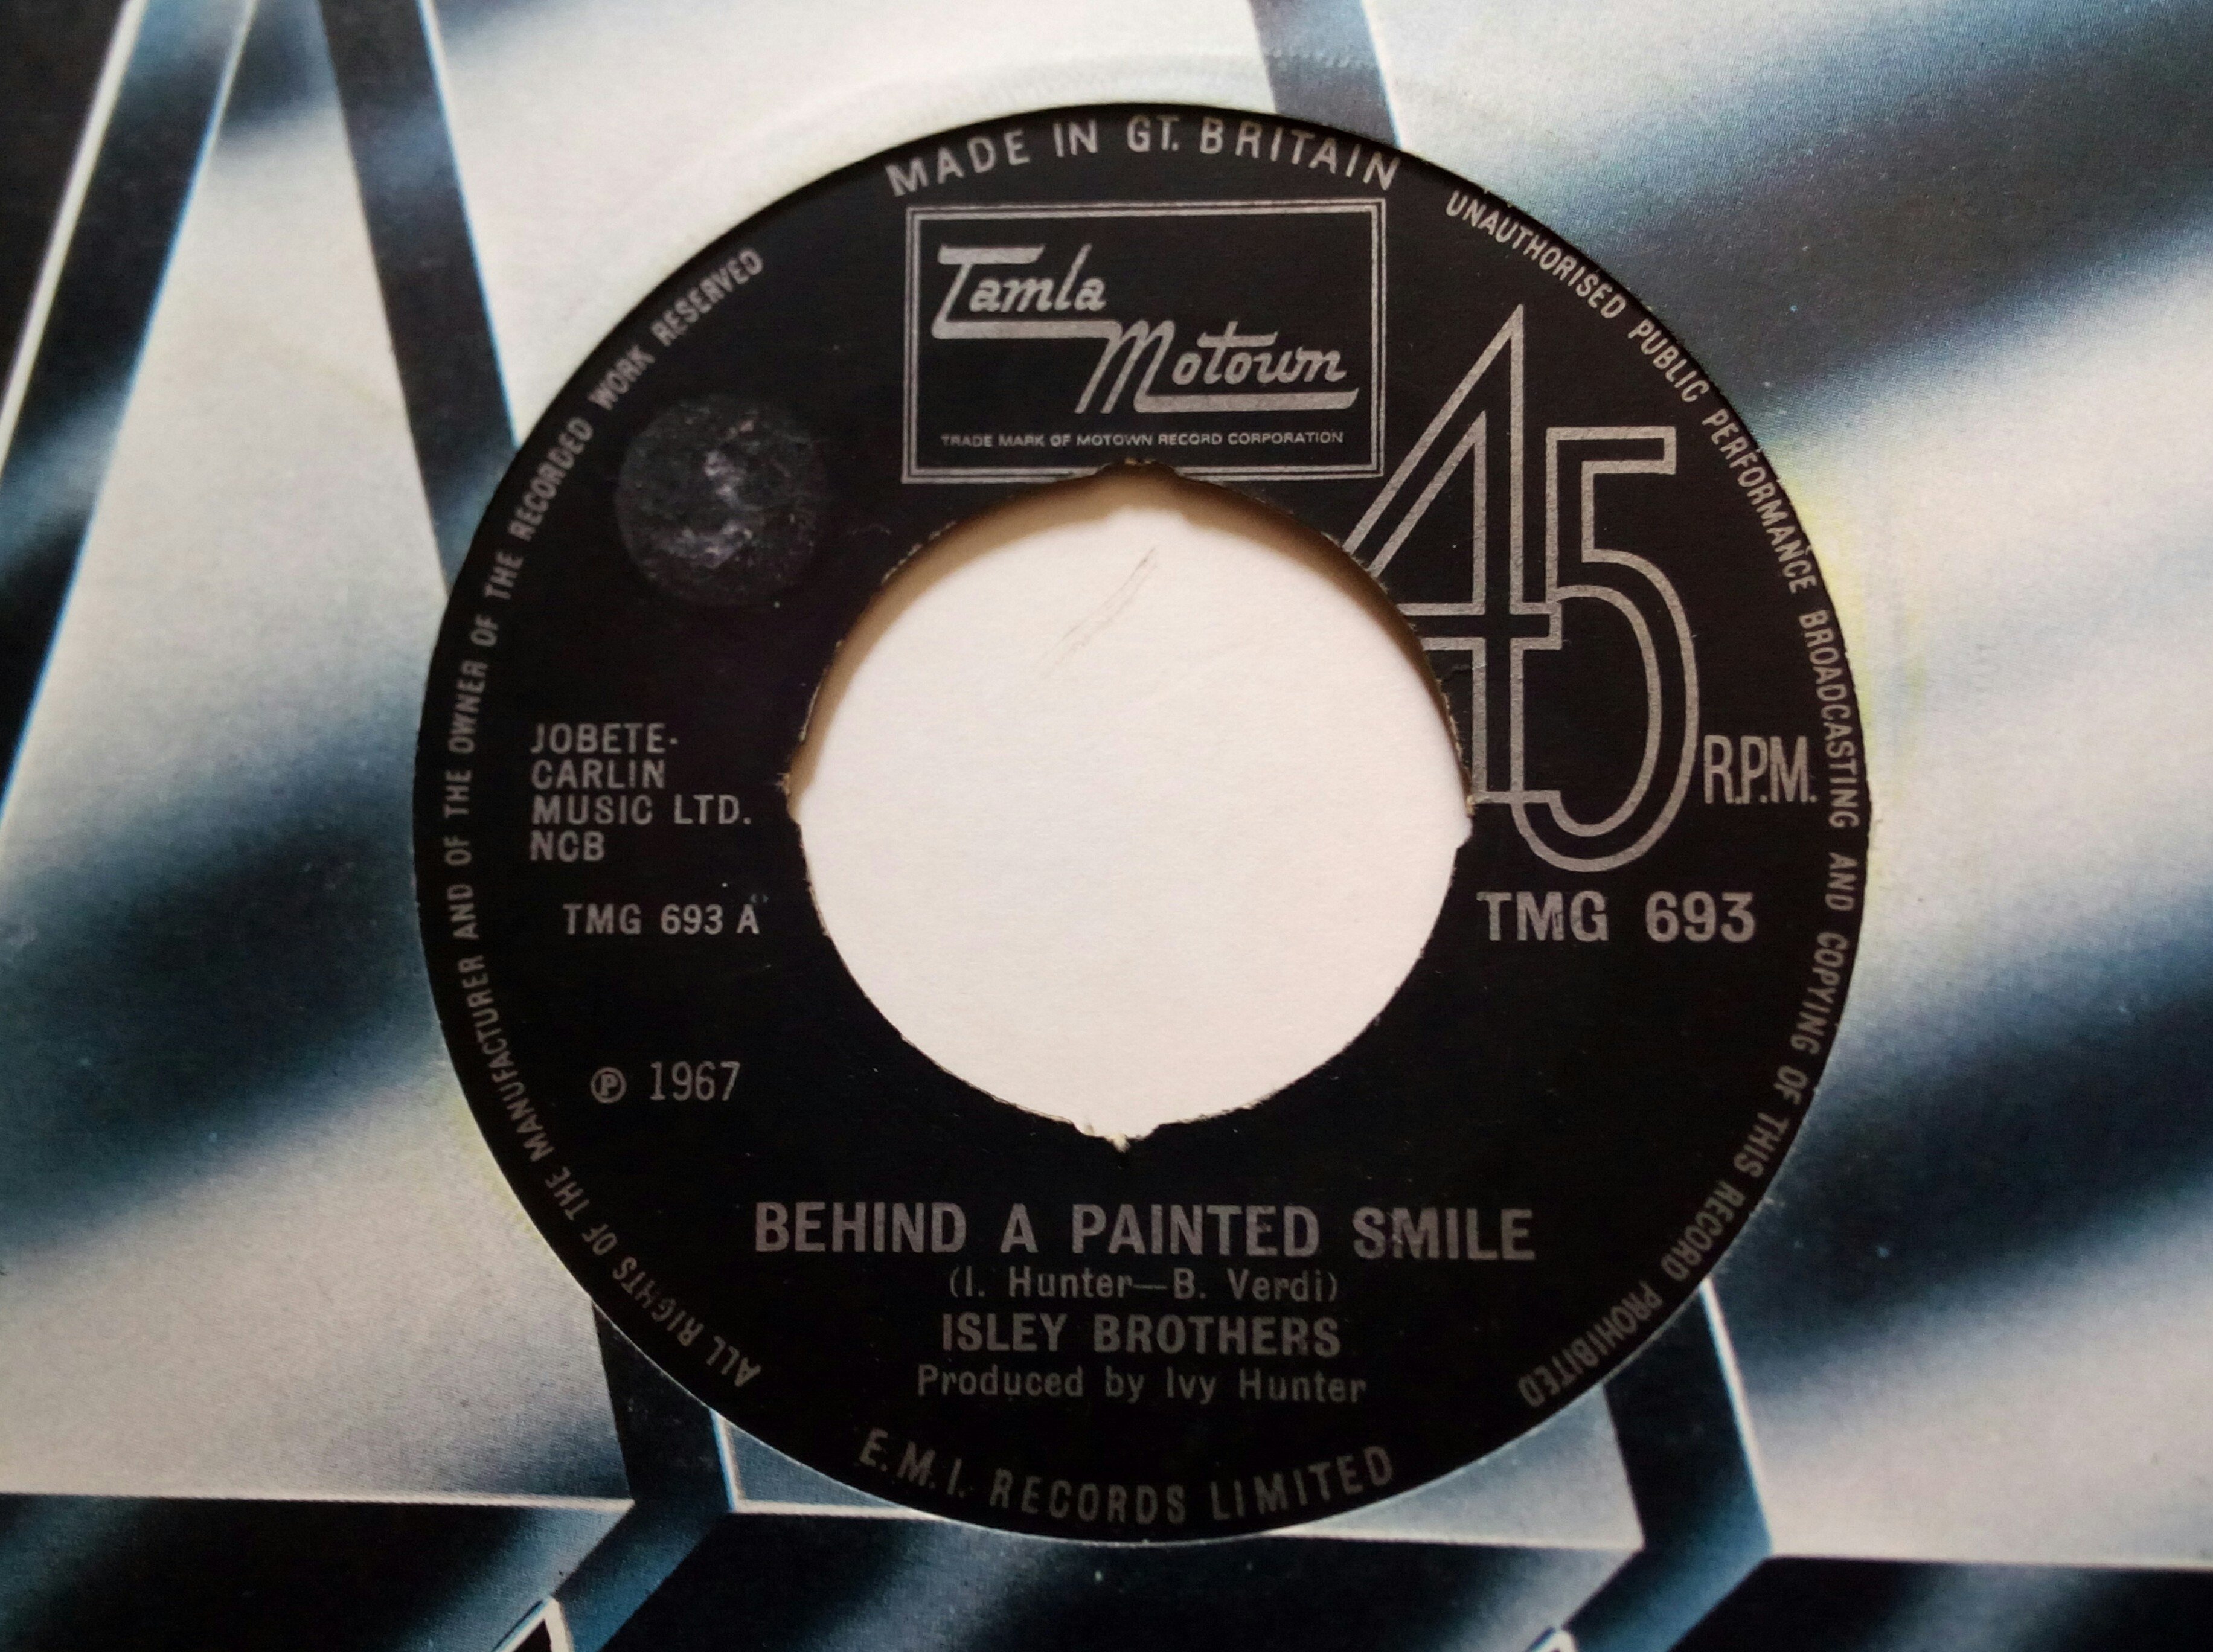 MADE IN GT. BRITAIN
UNAUTHORISED PUBLIC PERFORMANCE BROADCASTING AND COPYING OF THIS RECORD PROHIBITED
ALL RIGHTS OF THE MANUFACTURER AND OF THE OWNER OF THE RECORDED WORK RESERVED
Tamla
Motown
TRADE MARK OF MOTOWN RECORD CORPORATION
45
R.P.M.
JOBETE-
CARLIN
MUSIC LTD.
NCB
TMG 693 A
TMG 693
℗ 1967
BEHIND A PAINTED SMILE
(I. Hunter—B. Verdi)
ISLEY BROTHERS
Produced by Ivy Hunter
E.M.I. RECORDS LIMITED